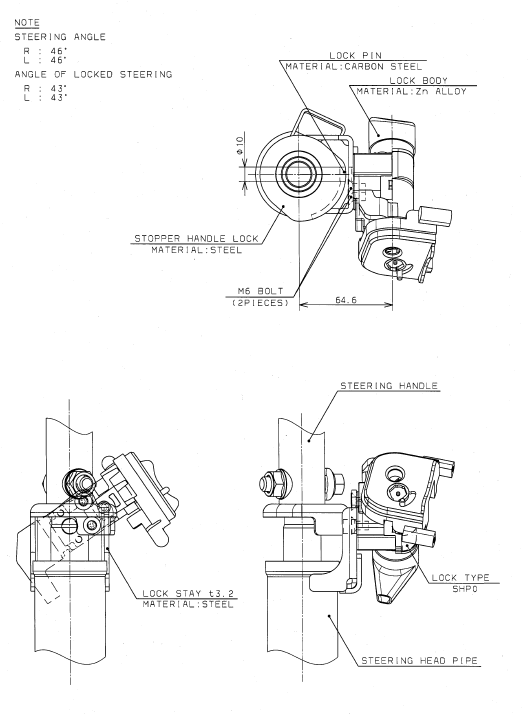 NOTE
STEERING ANGLE
R : 46°
L : 46°
ANGLE OF LOCKED STEERING
R : 43°
L : 43°
LOCK PIN
MATERIAL:CARBON STEEL
LOCK BODY
MATERIAL:Zn ALLOY
ø10
STOPPER HANDLE LOCK
MATERIAL:STEEL
M6 BOLT
(2PIECES)
64.6
STEERING HANDLE
LOCK STAY t3.2
MATERIAL:STEEL
LOCK TYPE
SHP0
STEERING HEAD PIPE